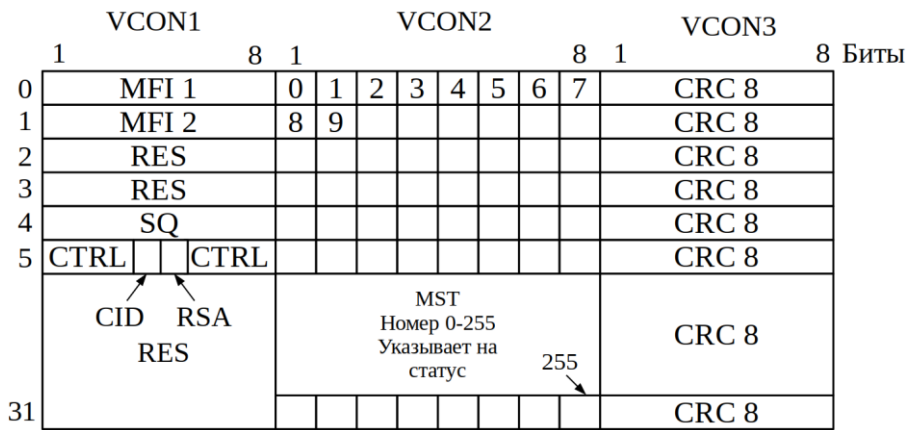 VCON1 VCON2 VCON3
1 8 1 8 1 8 Биты
0 MFI 1 0 1 2 3 4 5 6 7 CRC 8
1 MFI 2 8 9 CRC 8
2 RES CRC 8
3 RES CRC 8
4 SQ CRC 8
5 CTRL CTRL CRC 8
CID RSA
RES
MST
Номер 0-255
Указывает на
статус
255
CRC 8
31 CRC 8